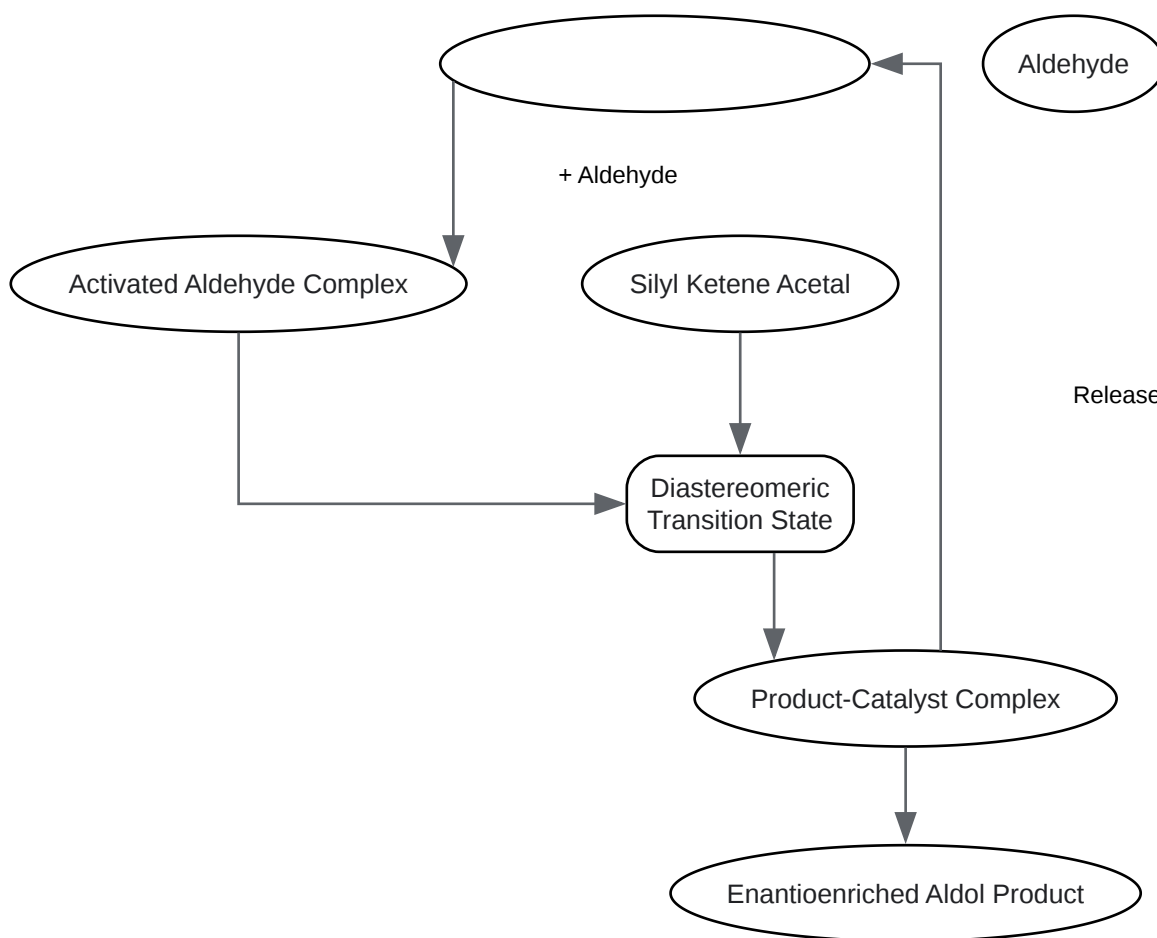 Aldehyde
+ Aldehyde
Activated Aldehyde Complex
Silyl Ketene Acetal
Release
Diastereomeric
Transition State
Product-Catalyst Complex
Enantioenriched Aldol Product